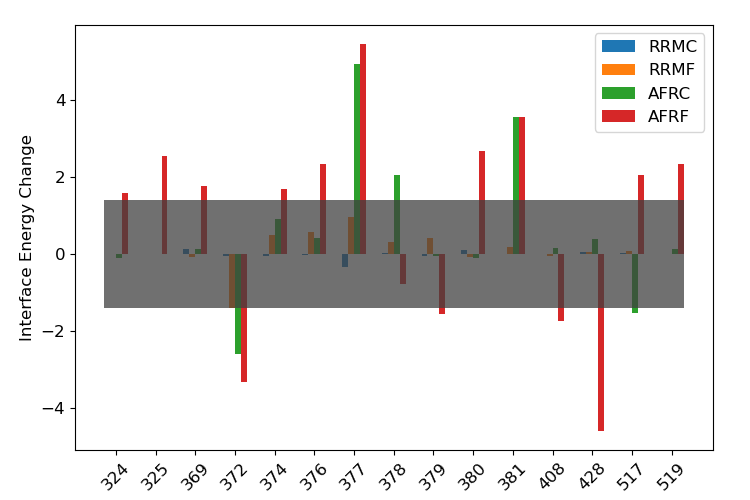 RRMC
RRMF
AFRC
AFRF
Interface Energy Change
4
2
0
−2
−4
324 325 369 372 374 376 377 378 379 380 381 408 428 517 519